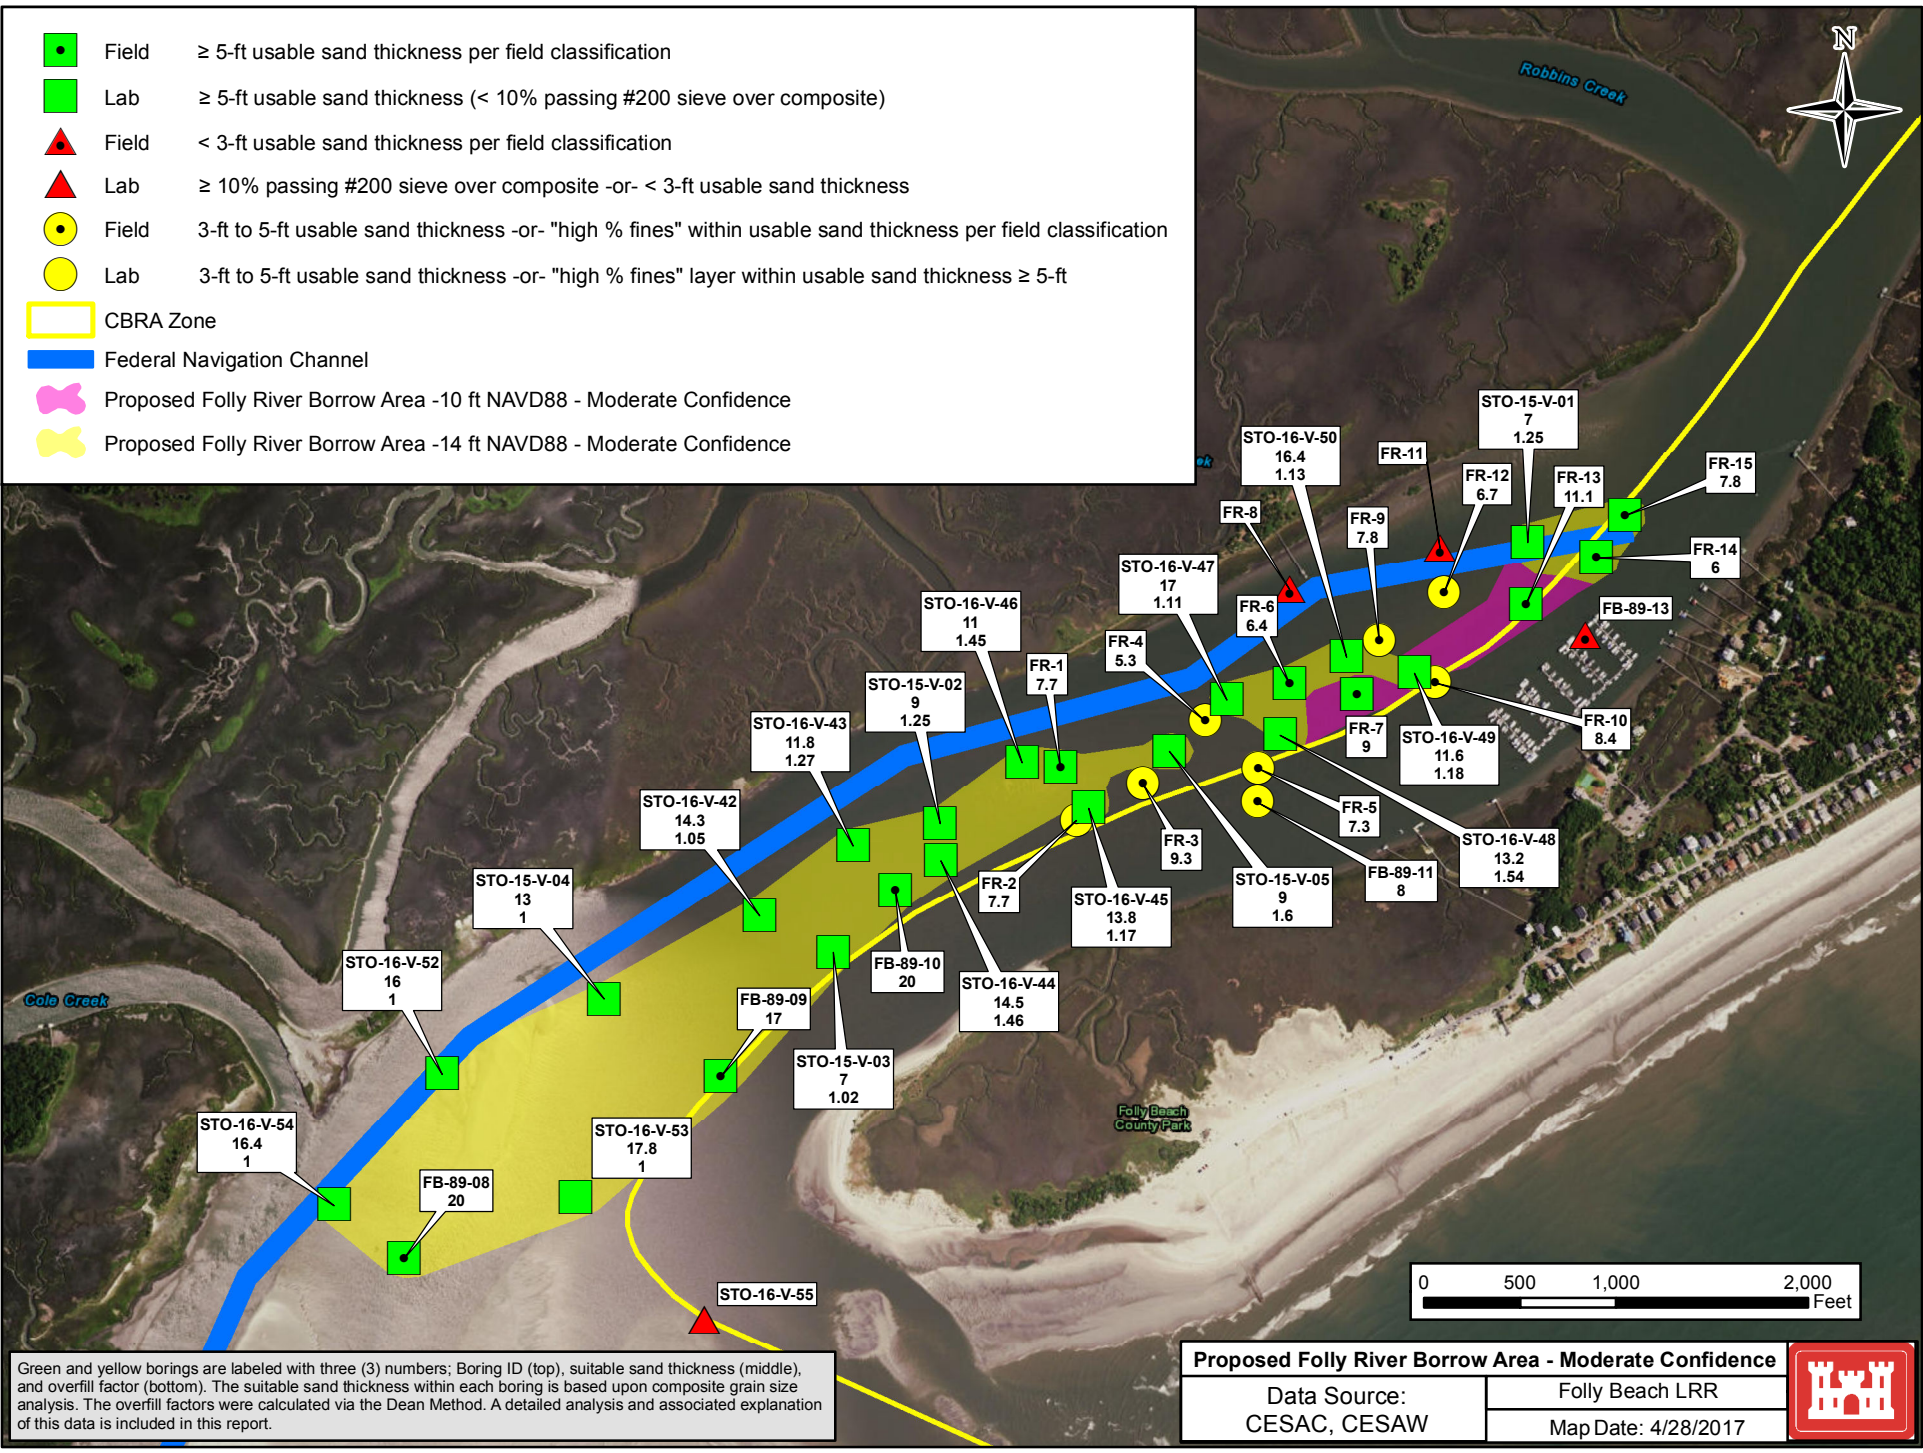 Field ≥ 5-ft usable sand thickness per field classification
Lab ≥ 5-ft usable sand thickness (< 10% passing #200 sieve over composite)
Field < 3-ft usable sand thickness per field classification
Lab ≥ 10% passing #200 sieve over composite -or- < 3-ft usable sand thickness
Field 3-ft to 5-ft usable sand thickness -or- "high % fines" within usable sand thickness per field classification
Lab 3-ft to 5-ft usable sand thickness -or- "high % fines" layer within usable sand thickness ≥ 5-ft
CBRA Zone
Federal Navigation Channel
Proposed Folly River Borrow Area -10 ft NAVD88 - Moderate Confidence
Proposed Folly River Borrow Area -14 ft NAVD88 - Moderate Confidence
N
Robbins Creek
ek
STO-15-V-01
7
1.25
STO-16-V-50
16.4
1.13
FR-11
FR-12
6.7
FR-13
11.1
FR-15
7.8
FR-8
FR-9
7.8
FR-14
6
STO-16-V-47
17
1.11
FR-6
6.4
FB-89-13
STO-16-V-46
11
1.45
FR-4
5.3
FR-1
7.7
STO-15-V-02
9
1.25
STO-16-V-43
11.8
1.27
FR-7
9
STO-16-V-49
11.6
1.18
FR-10
8.4
STO-16-V-42
14.3
1.05
FR-5
7.3
FR-3
9.3
STO-16-V-48
13.2
1.54
STO-15-V-04
13
1
FR-2
7.7
STO-16-V-45
13.8
1.17
STO-15-V-05
9
1.6
FB-89-11
8
STO-16-V-52
16
1
FB-89-10
20
STO-16-V-44
14.5
1.46
Cole Creek
FB-89-09
17
STO-15-V-03
7
1.02
STO-16-V-54
16.4
1
STO-16-V-53
17.8
1
Folly Beach
County Park
FB-89-08
20
STO-16-V-55
0 500 1,000 2,000
Feet
Green and yellow borings are labeled with three (3) numbers; Boring ID (top), suitable sand thickness (middle),
and overfill factor (bottom). The suitable sand thickness within each boring is based upon composite grain size
analysis. The overfill factors were calculated via the Dean Method. A detailed analysis and associated explanation
of this data is included in this report.
Proposed Folly River Borrow Area - Moderate Confidence
Data Source:
CESAC, CESAW
Folly Beach LRR
Map Date: 4/28/2017